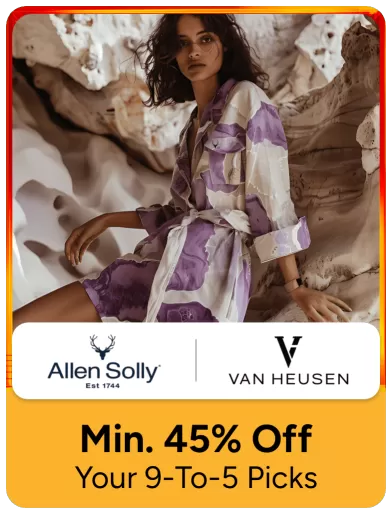 Allen Solly
Est 1744
VAN HEUSEN
Min. 45% Off
Your 9-To-5 Picks